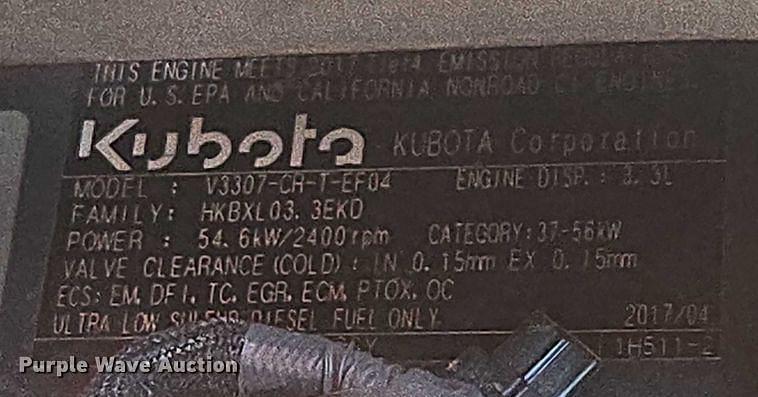 THIS ENGINE MEETS 2017 Tier4 EMISSION REGULATIONS
FOR U.S.EPA AND CALIFORNIA NONROAD CI ENGINES.
Kubota KUBOTA Corporation
MODEL : V3307-CR-T-EF04 ENGINE DISP.: 3.3L
FAMILY: HKBXL03.3EKD
POWER : 54.6kW/2400rpm CATEGORY:37-56kW
VALVE CLEARANCE(COLD): IN 0.15mm EX 0.15mm
ECS: EM, DFI, TC, EGR, ECM, PTOX, OC
ULTRA LOW SULFUR DIESEL FUEL ONLY 2017/04
1H511-2
Purple Wave Auction